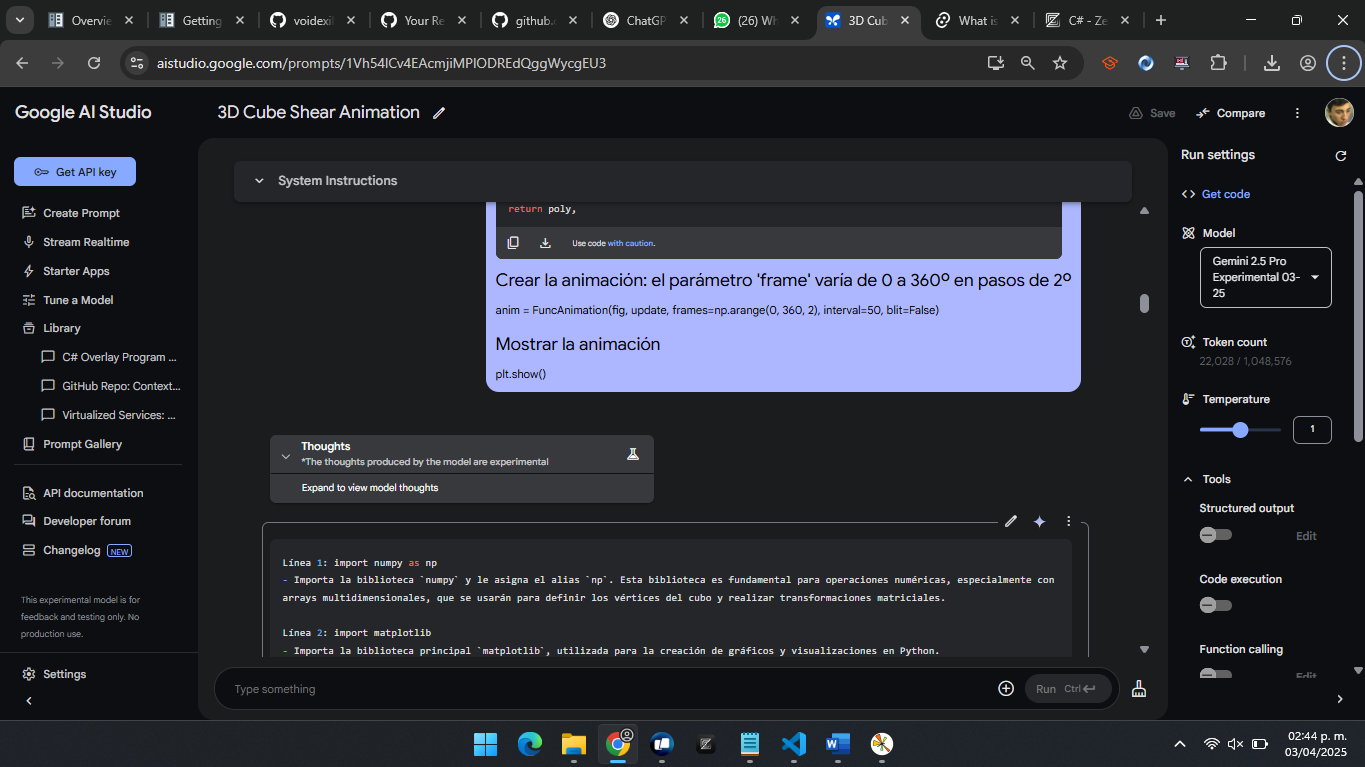 Overvie
Getting
voidexil
Your Re
github.c
ChatGP
(26) Wh
3D Cub
What is
C# - Ze
aistudio.google.com/prompts/1Vh54lCv4EAcmjiMPIODREdQggWycgEU3
Google AI Studio
3D Cube Shear Animation
Save
Compare
Get API key
Create Prompt
Stream Realtime
Starter Apps
Tune a Model
Library
C# Overlay Program ...
GitHub Repo: Context...
Virtualized Services: ...
Prompt Gallery
API documentation
Developer forum
Changelog NEW
This experimental model is for
feedback and testing only. No
production use.
Settings
System Instructions
return poly,
Use code with caution.
Crear la animación: el parámetro 'frame' varía de 0 a 360º en pasos de 2º
anim = FuncAnimation(fig, update, frames=np.arange(0, 360, 2), interval=50, blit=False)
Mostrar la animación
plt.show()
Thoughts
*The thoughts produced by the model are experimental
Expand to view model thoughts
Línea 1: import numpy as np
- Importa la biblioteca `numpy` y le asigna el alias `np`. Esta biblioteca es fundamental para operaciones numéricas, especialmente con
arrays multidimensionales, que se usarán para definir los vértices del cubo y realizar transformaciones matriciales.
Línea 2: import matplotlib
- Importa la biblioteca principal `matplotlib`, utilizada para la creación de gráficos y visualizaciones en Python.
Type something
Run Ctrl
Run settings
Get code
Model
Gemini 2.5 Pro
Experimental 03-
25
Token count
22,028 / 1,048,576
Temperature
1
Tools
Structured output
Edit
Code execution
Function calling
Edit
02:44 p. m.
03/04/2025